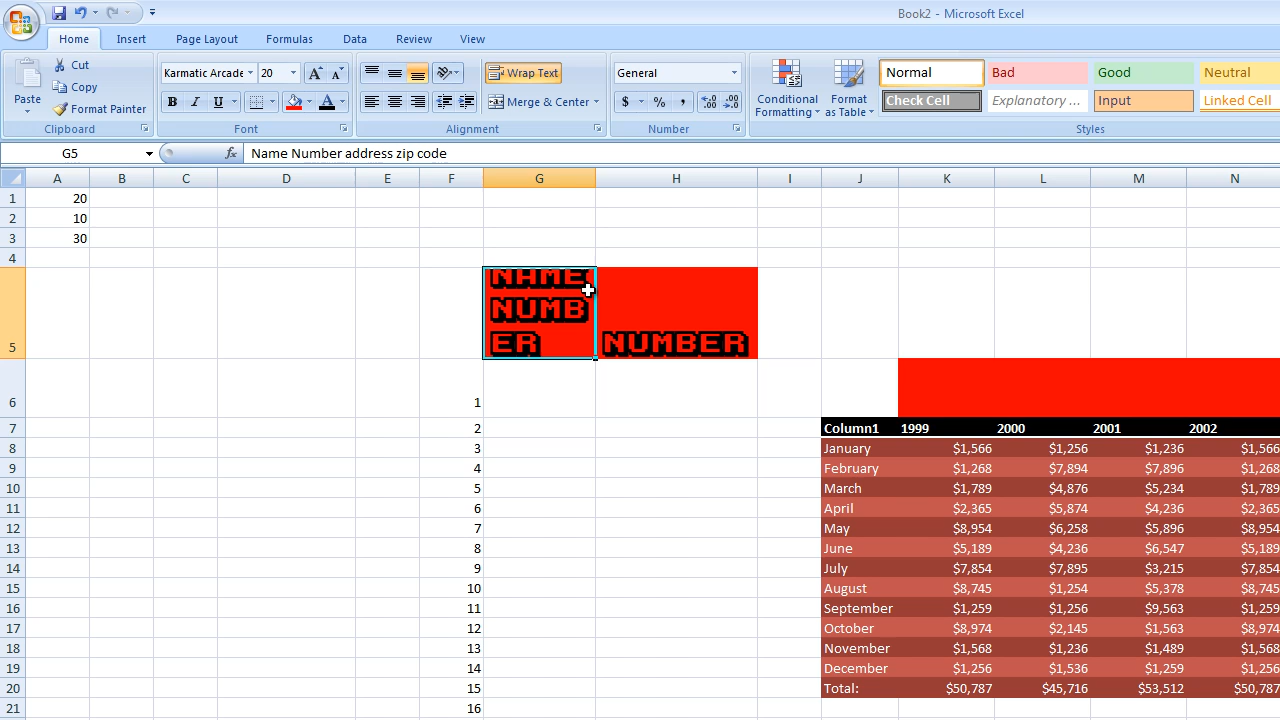 Book2 - Microsoft Excel
Home Insert Page Layout Formulas Data Review View
Paste Cut Copy Format Painter
Karmatic Arcade 20 A A
B I U A
Wrap Text
Merge & Center
General
$ % , .0 .00 .00 .0
Conditional Formatting
Format as Table
Normal Bad Good Neutral
Check Cell Explanatory ... Input Linked Cell
Clipboard Font Alignment Number Styles
G5 fx Name Number address zip code
A B C D E F G H I J K L M N
1 20
2 10
3 30
4
5 NAME NUMB ER NUMBER
6 1
7 2 Column1 1999 2000 2001 2002
8 3 January $1,566 $1,256 $1,236 $1,566
9 4 February $1,268 $7,894 $7,896 $1,268
10 5 March $1,789 $4,876 $5,234 $1,789
11 6 April $2,365 $5,874 $4,236 $2,365
12 7 May $8,954 $6,258 $5,896 $8,954
13 8 June $5,189 $4,236 $6,547 $5,189
14 9 July $7,854 $7,895 $3,215 $7,854
15 10 August $8,745 $1,254 $5,378 $8,745
16 11 September $1,259 $1,256 $9,563 $1,259
17 12 October $8,974 $2,145 $1,563 $8,974
18 13 November $1,568 $1,236 $1,489 $1,568
19 14 December $1,256 $1,536 $1,259 $1,256
20 15 Total: $50,787 $45,716 $53,512 $50,787
21 16